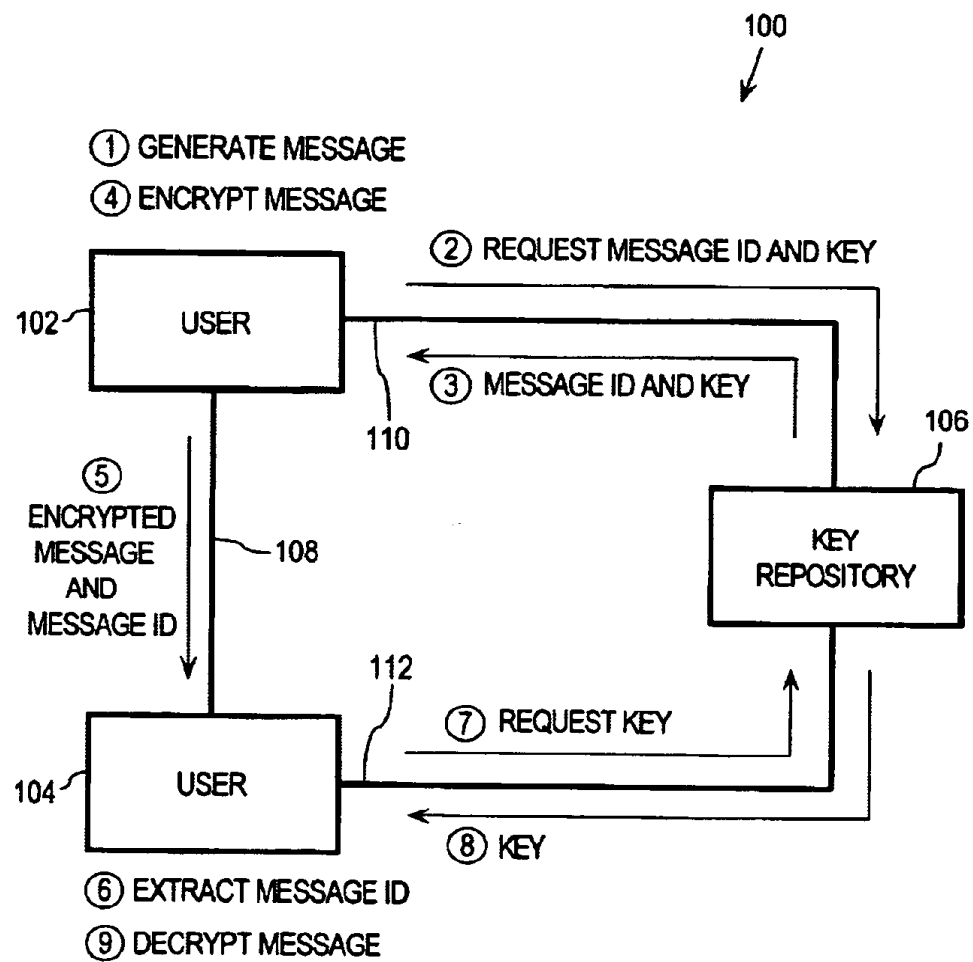 100
① GENERATE MESSAGE
④ ENCRYPT MESSAGE
② REQUEST MESSAGE ID AND KEY
102
USER
③ MESSAGE ID AND KEY
110
106
⑤
ENCRYPTED
MESSAGE
AND
MESSAGE ID
108
KEY
REPOSITORY
112
⑦ REQUEST KEY
104
USER
⑧ KEY
⑥ EXTRACT MESSAGE ID
⑨ DECRYPT MESSAGE